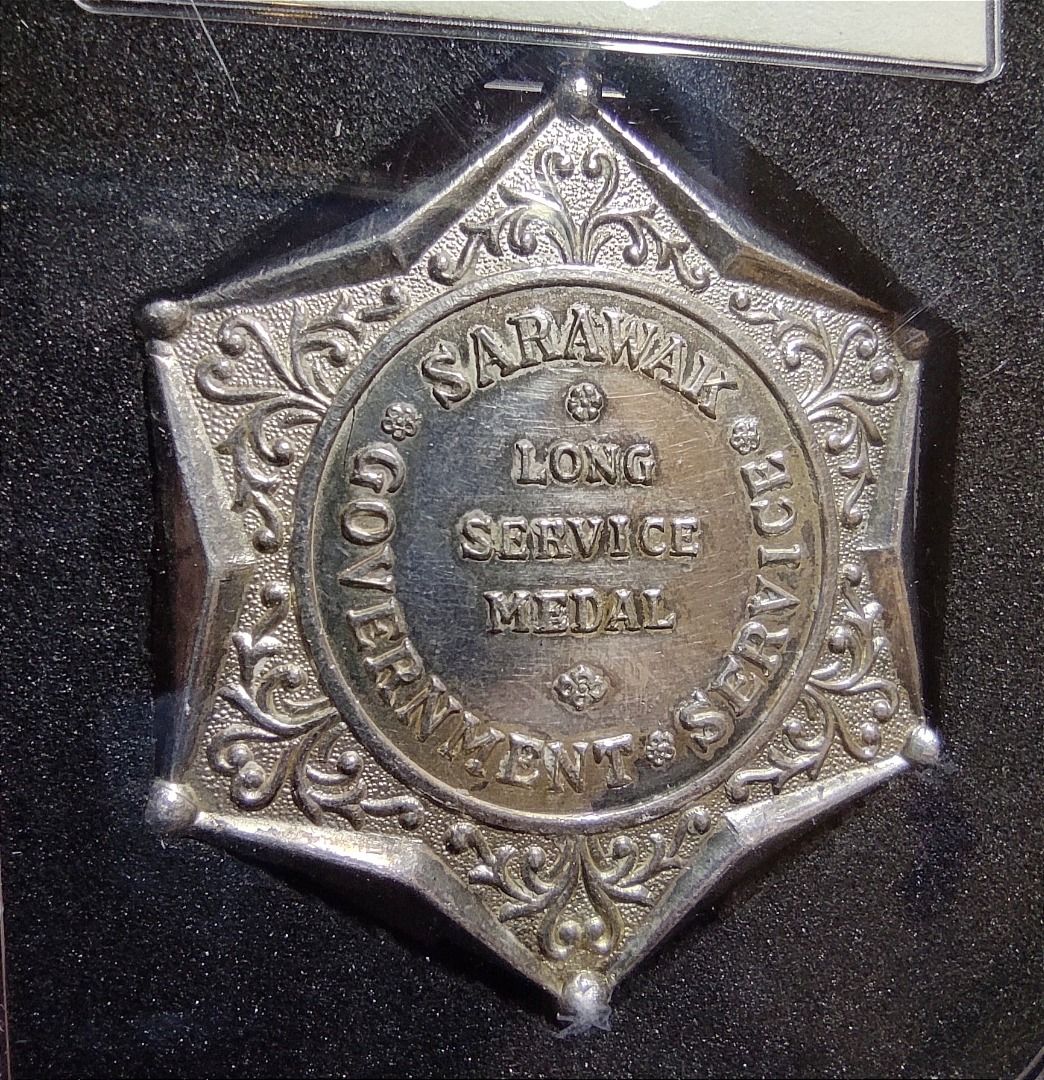 SARAWAK
GOVERNMENT SERVICE
LONG
SERVICE
MEDAL